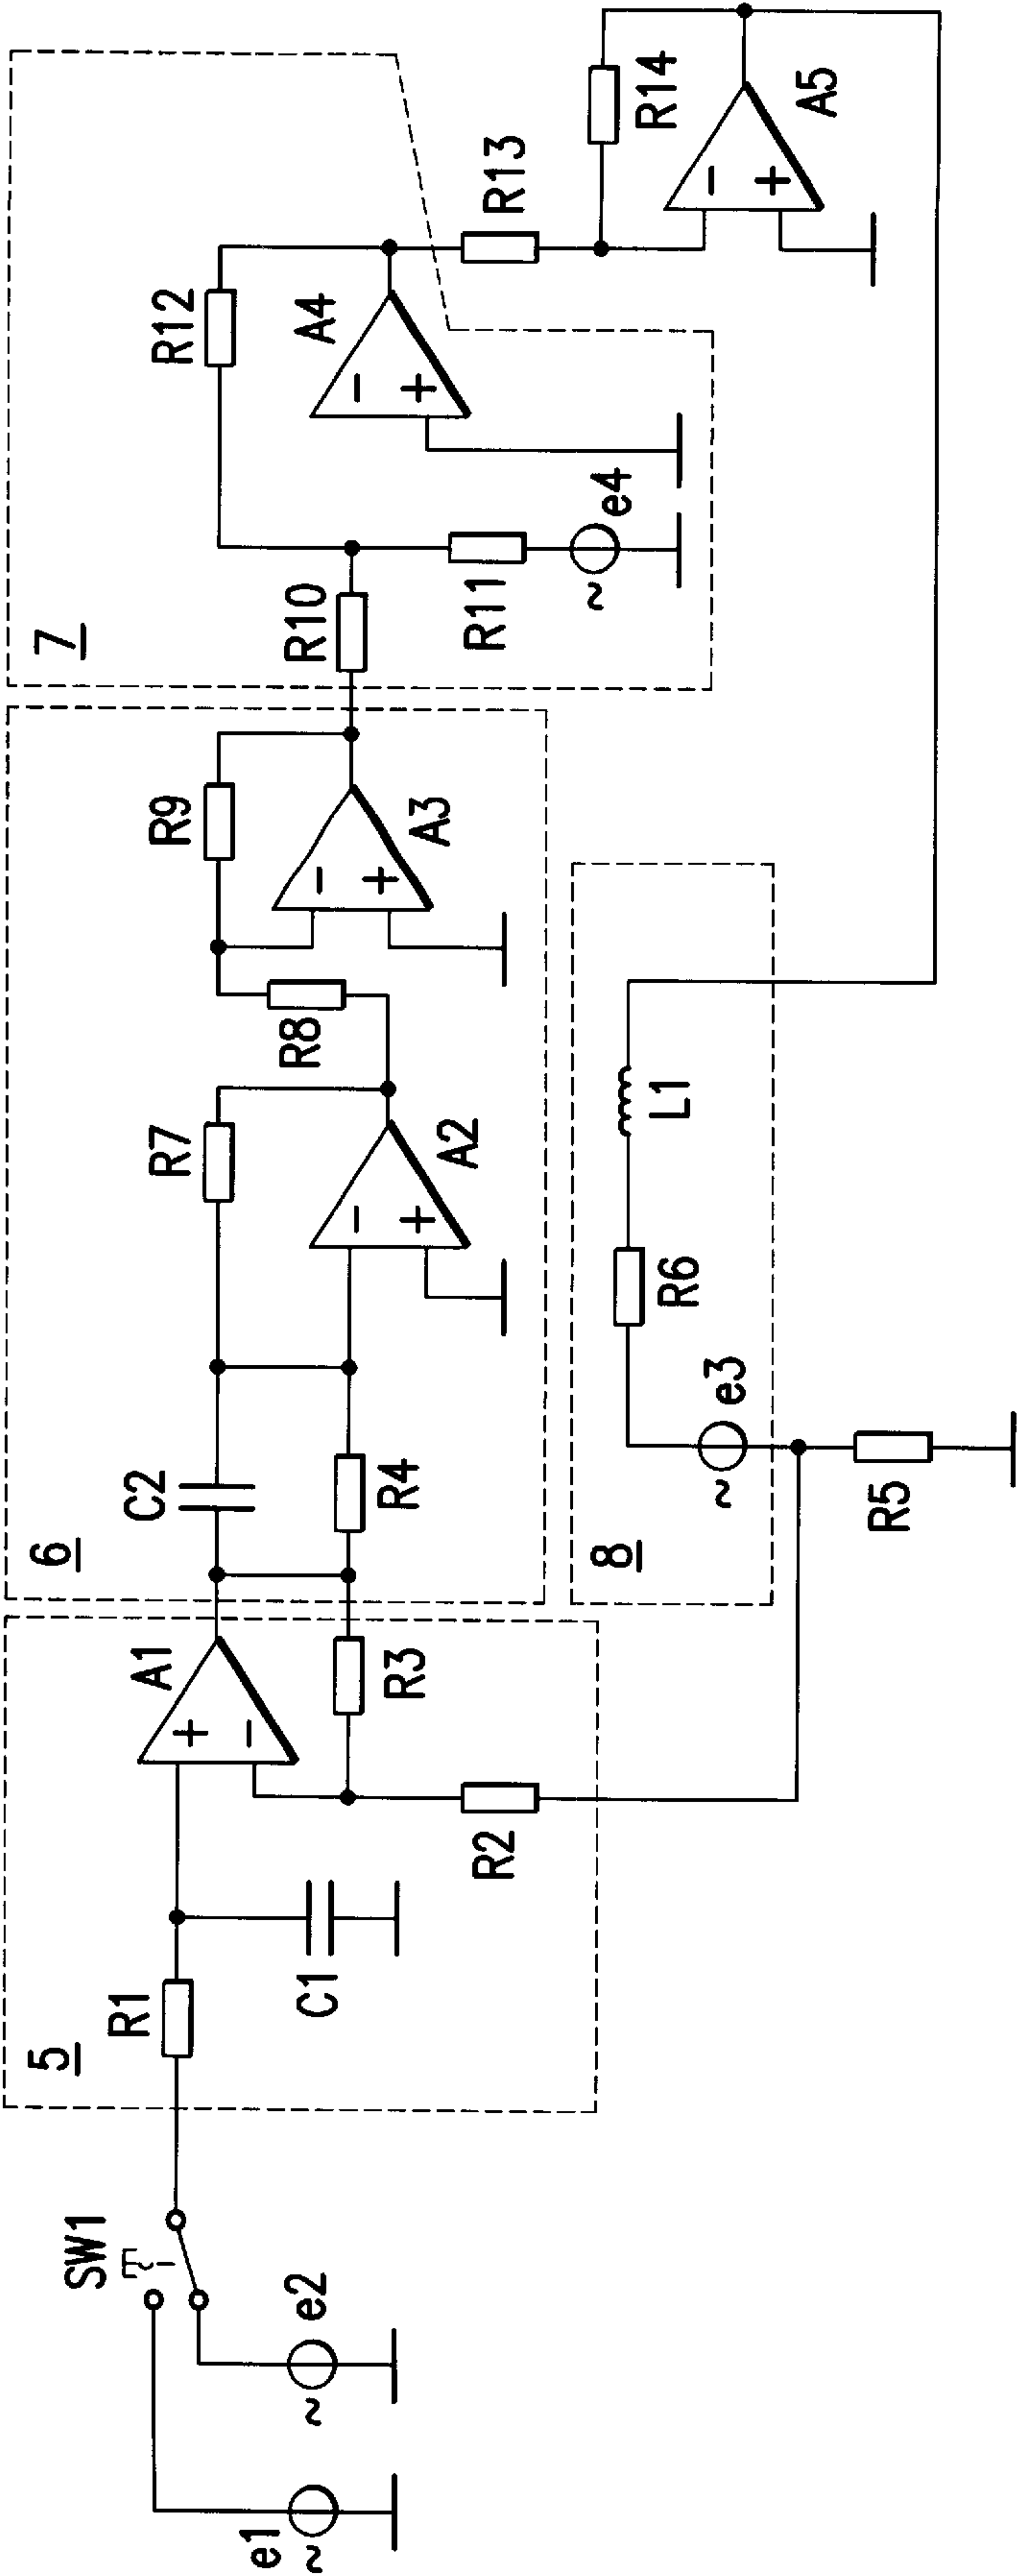 e1
e2
SW1
5
R1
C1
R2
A1
+
−
R3
6
C2
R4
R7
A2
−
+
R8
R9
A3
−
+
7
R10
R11
e4
R12
A4
−
+
R13
R14
A5
−
+
8
e3
R6
L1
R5
~
~
~
~